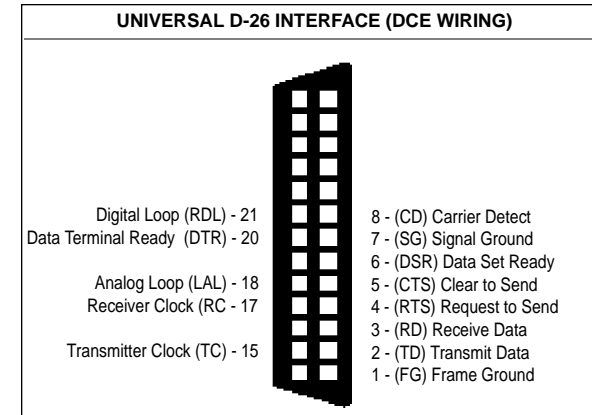 UNIVERSAL D-26 INTERFACE (DCE WIRING)
Digital Loop (RDL) - 21
Data Terminal Ready (DTR) - 20
Analog Loop (LAL) - 18
Receiver Clock (RC - 17
Transmitter Clock (TC) - 15
8 - (CD) Carrier Detect
7 - (SG) Signal Ground
6 - (DSR) Data Set Ready
5 - (CTS) Clear to Send
4 - (RTS) Request to Send
3 - (RD) Receive Data
2 - (TD) Transmit Data
1 - (FG) Frame Ground